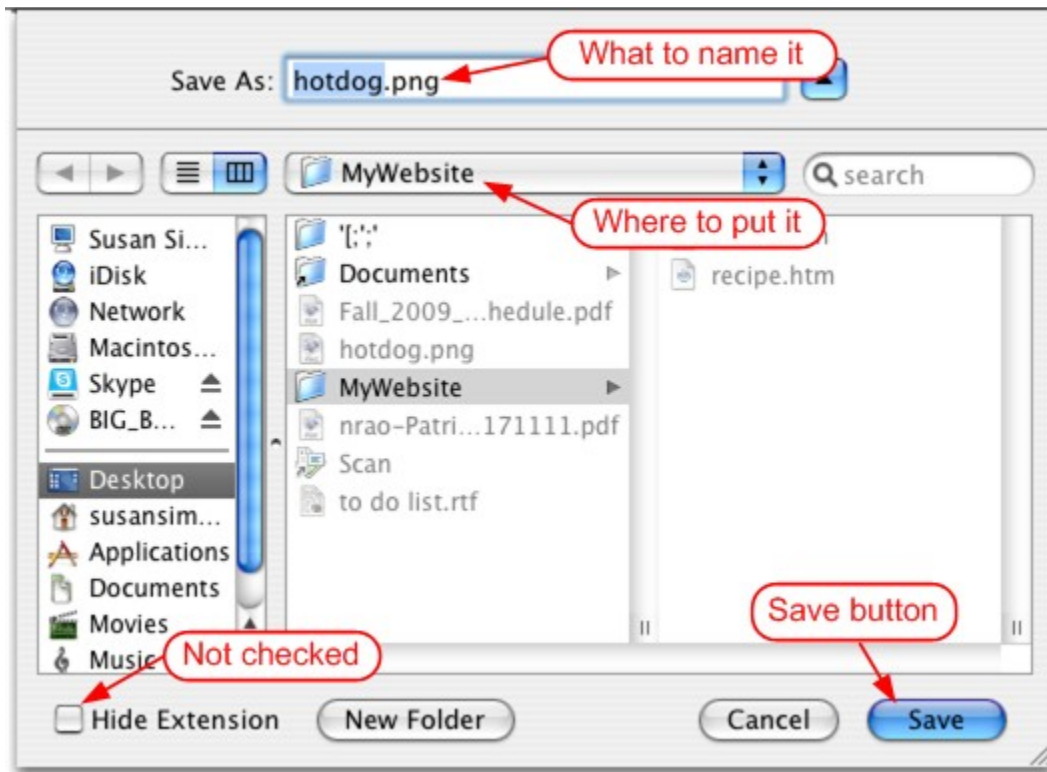 What to name it
Save As: hotdog.png
MyWebsite
search
Where to put it
Susan Si...
iDisk
Network
Macintos...
Skype
BIG_B...
Desktop
susansim...
Applications
Documents
Movies
Music
'[;';'
Documents
Fall_2009_...hedule.pdf
hotdog.png
MyWebsite
nrao-Patri...171111.pdf
Scan
to do list.rtf
recipe.htm
Save button
Not checked
Hide Extension
New Folder
Cancel
Save